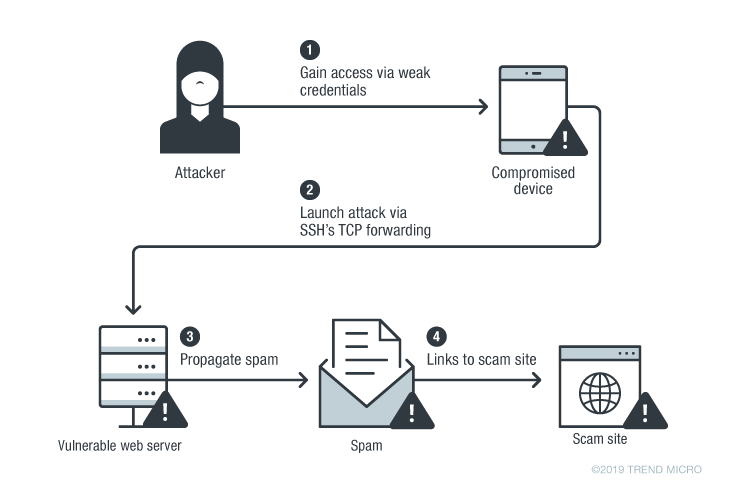 1
Gain access via weak
credentials
Attacker
Compromised
device
2
Launch attack via
SSH's TCP forwarding
3
Propagate spam
4
Links to scam site
Vulnerable web server
Spam
Scam site
©2019 TREND MICRO